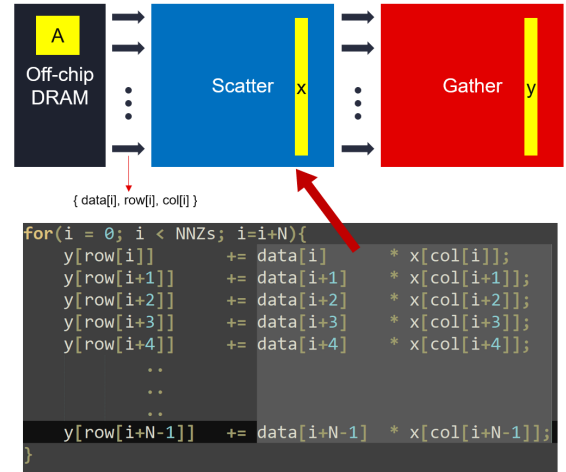 A
Off-chip
DRAM
Scatter
x
Gather
y
{ data[i], row[i], col[i] }
for(i = 0; i < NNZs; i=i+N){
y[row[i]] += data[i] * x[col[i]];
y[row[i+1]] += data[i+1] * x[col[i+1]];
y[row[i+2]] += data[i+2] * x[col[i+2]];
y[row[i+3]] += data[i+3] * x[col[i+3]];
y[row[i+4]] += data[i+4] * x[col[i+4]];
..
..
..
y[row[i+N-1]] += data[i+N-1] * x[col[i+N-1]];
}